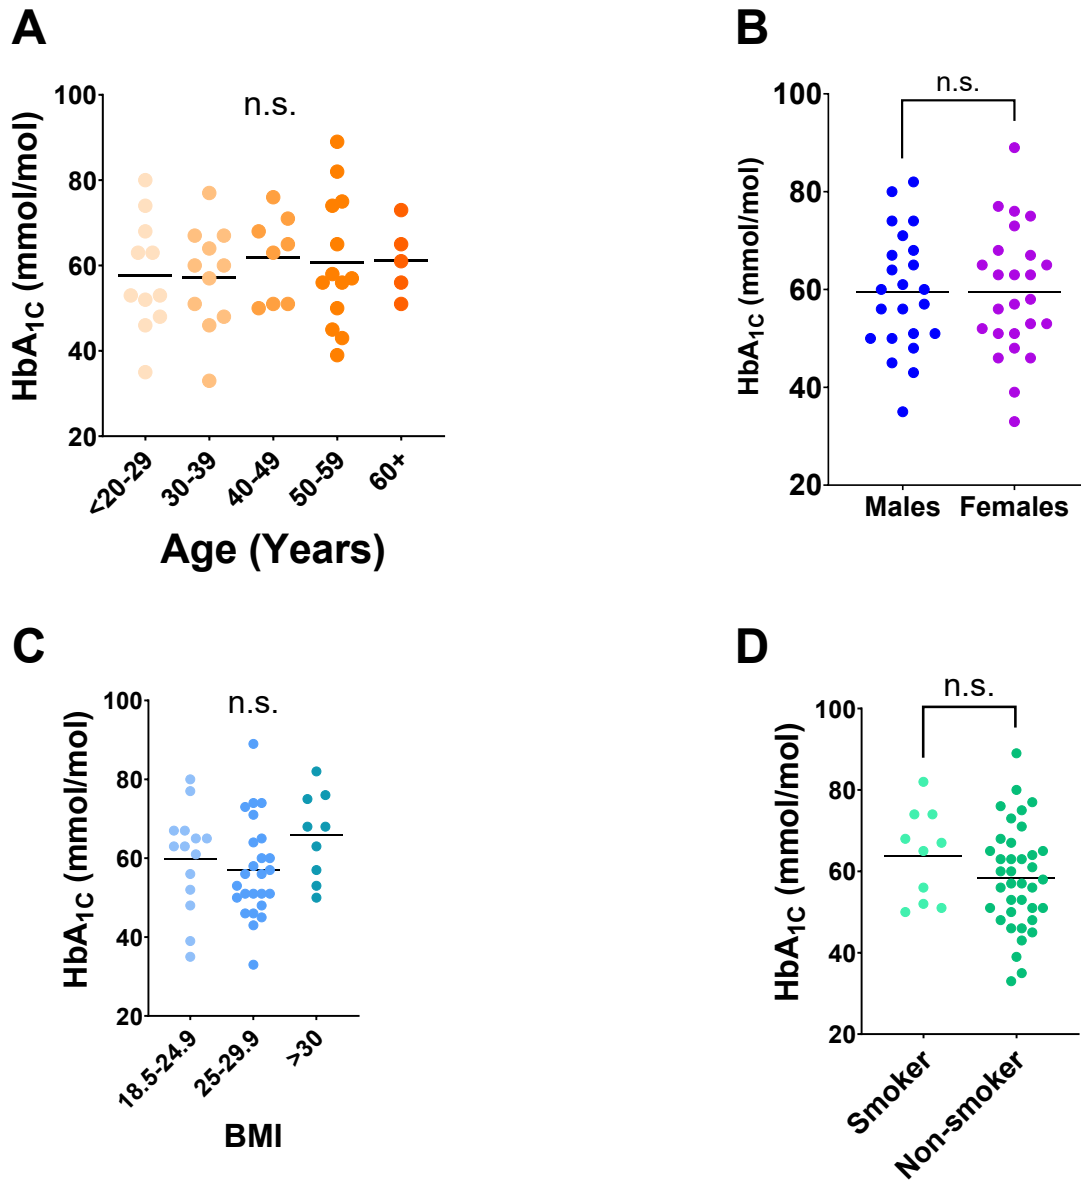 A
HbA1C (mmol/mol)
100
80
60
40
20
n.s.
<20-29
30-39
40-49
50-59
60+
Age (Years)
B
HbA1C (mmol/mol)
100
80
60
40
20
n.s.
Males
Females
C
HbA1C (mmol/mol)
100
80
60
40
20
n.s.
18.5-24.9
25-29.9
>30
BMI
D
HbA1C (mmol/mol)
100
80
60
40
20
n.s.
Smoker
Non-smoker